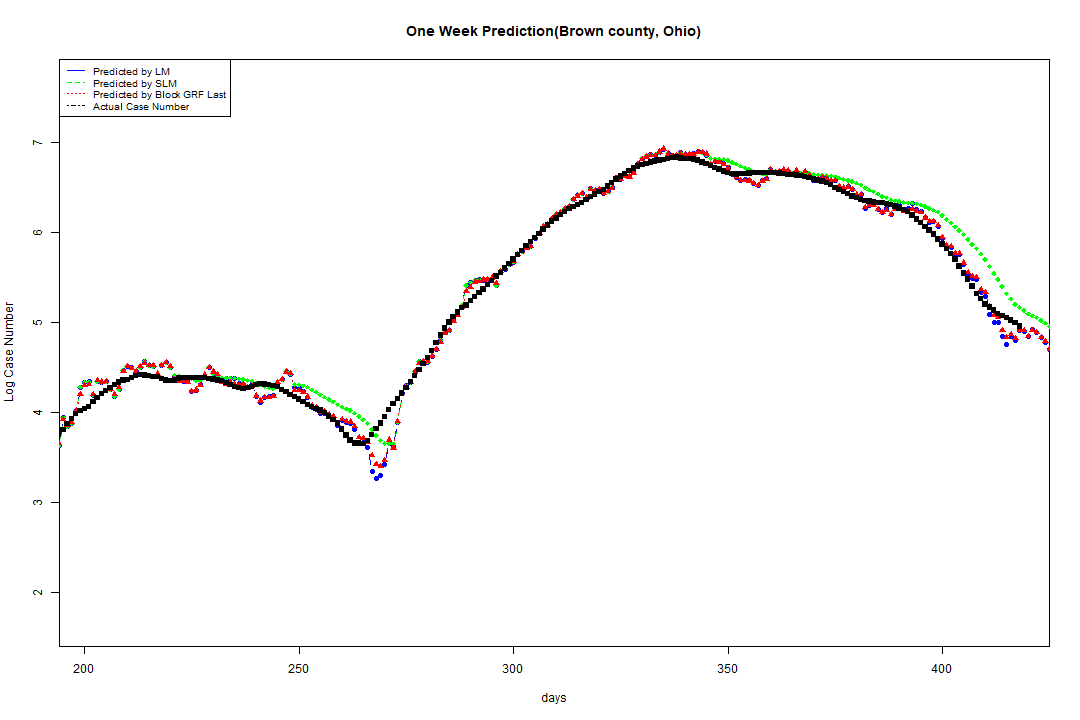 One Week Prediction(Brown county, Ohio)
Predicted by LM
Predicted by SLM
Predicted by Block GRF Last
Actual Case Number
Log Case Number
7
6
5
4
3
2
200 250 300 350 400
days